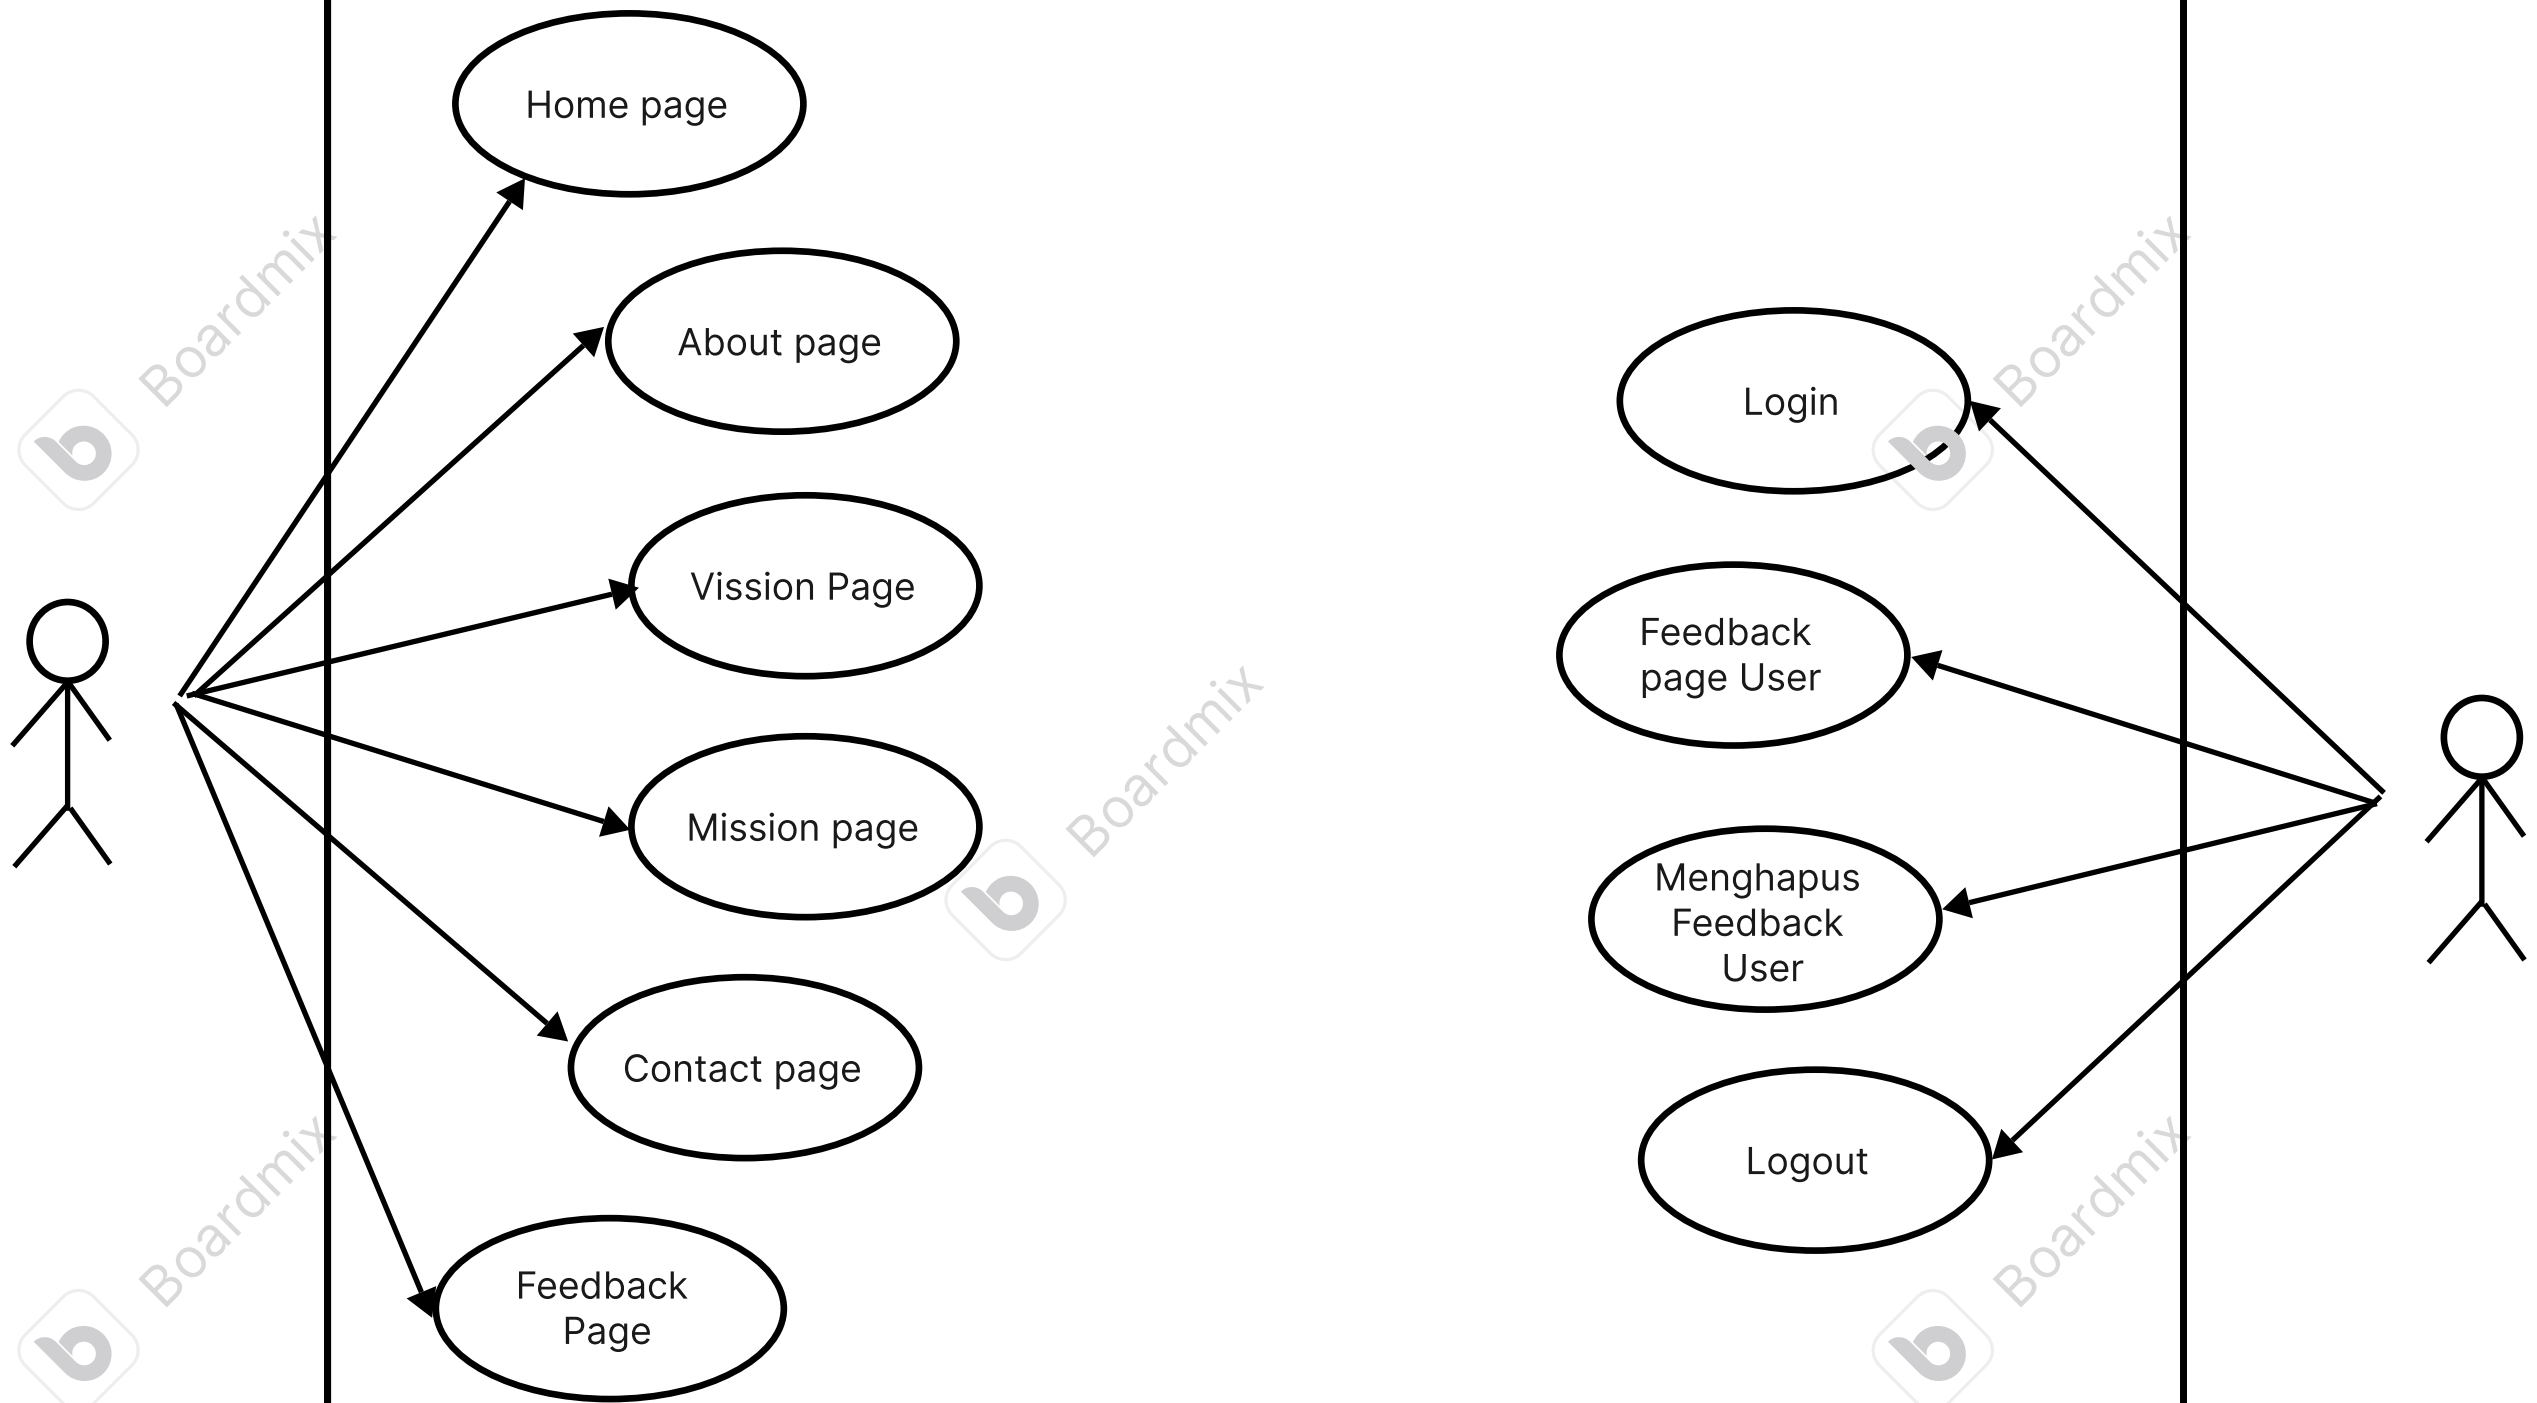 Home page
About page
Vission Page
Mission page
Contact page
Feedback
Page
Login
Feedback
page User
Menghapus
Feedback
User
Logout
Boardmix
Boardmix
Boardmix
Boardmix
Boardmix